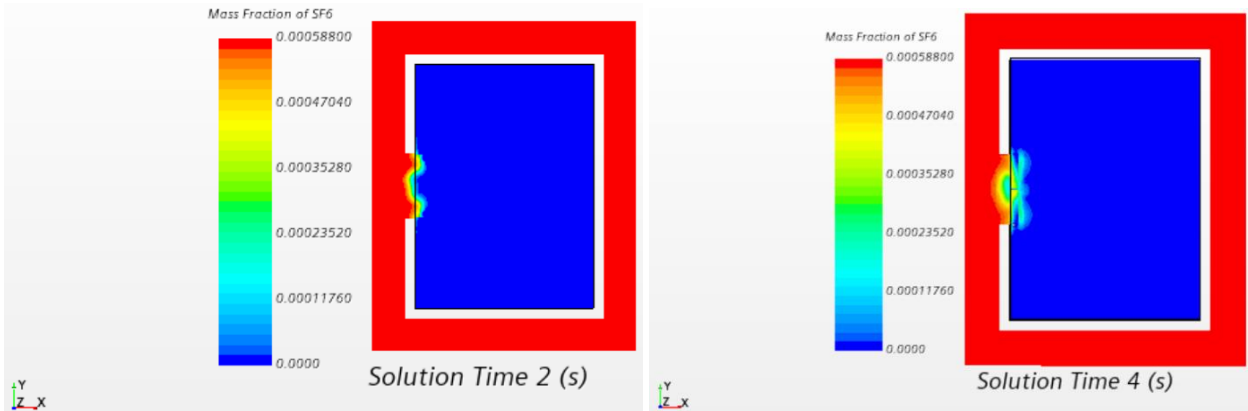 Mass Fraction of SF6
0.00058800
0.00047040
0.00035280
0.00023520
0.00011760
0.0000
Solution Time 2 (s)
Y
Z X
Mass Fraction of SF6
0.00058800
0.00047040
0.00035280
0.00023520
0.00011760
0.0000
Solution Time 4 (s)
Y
Z X